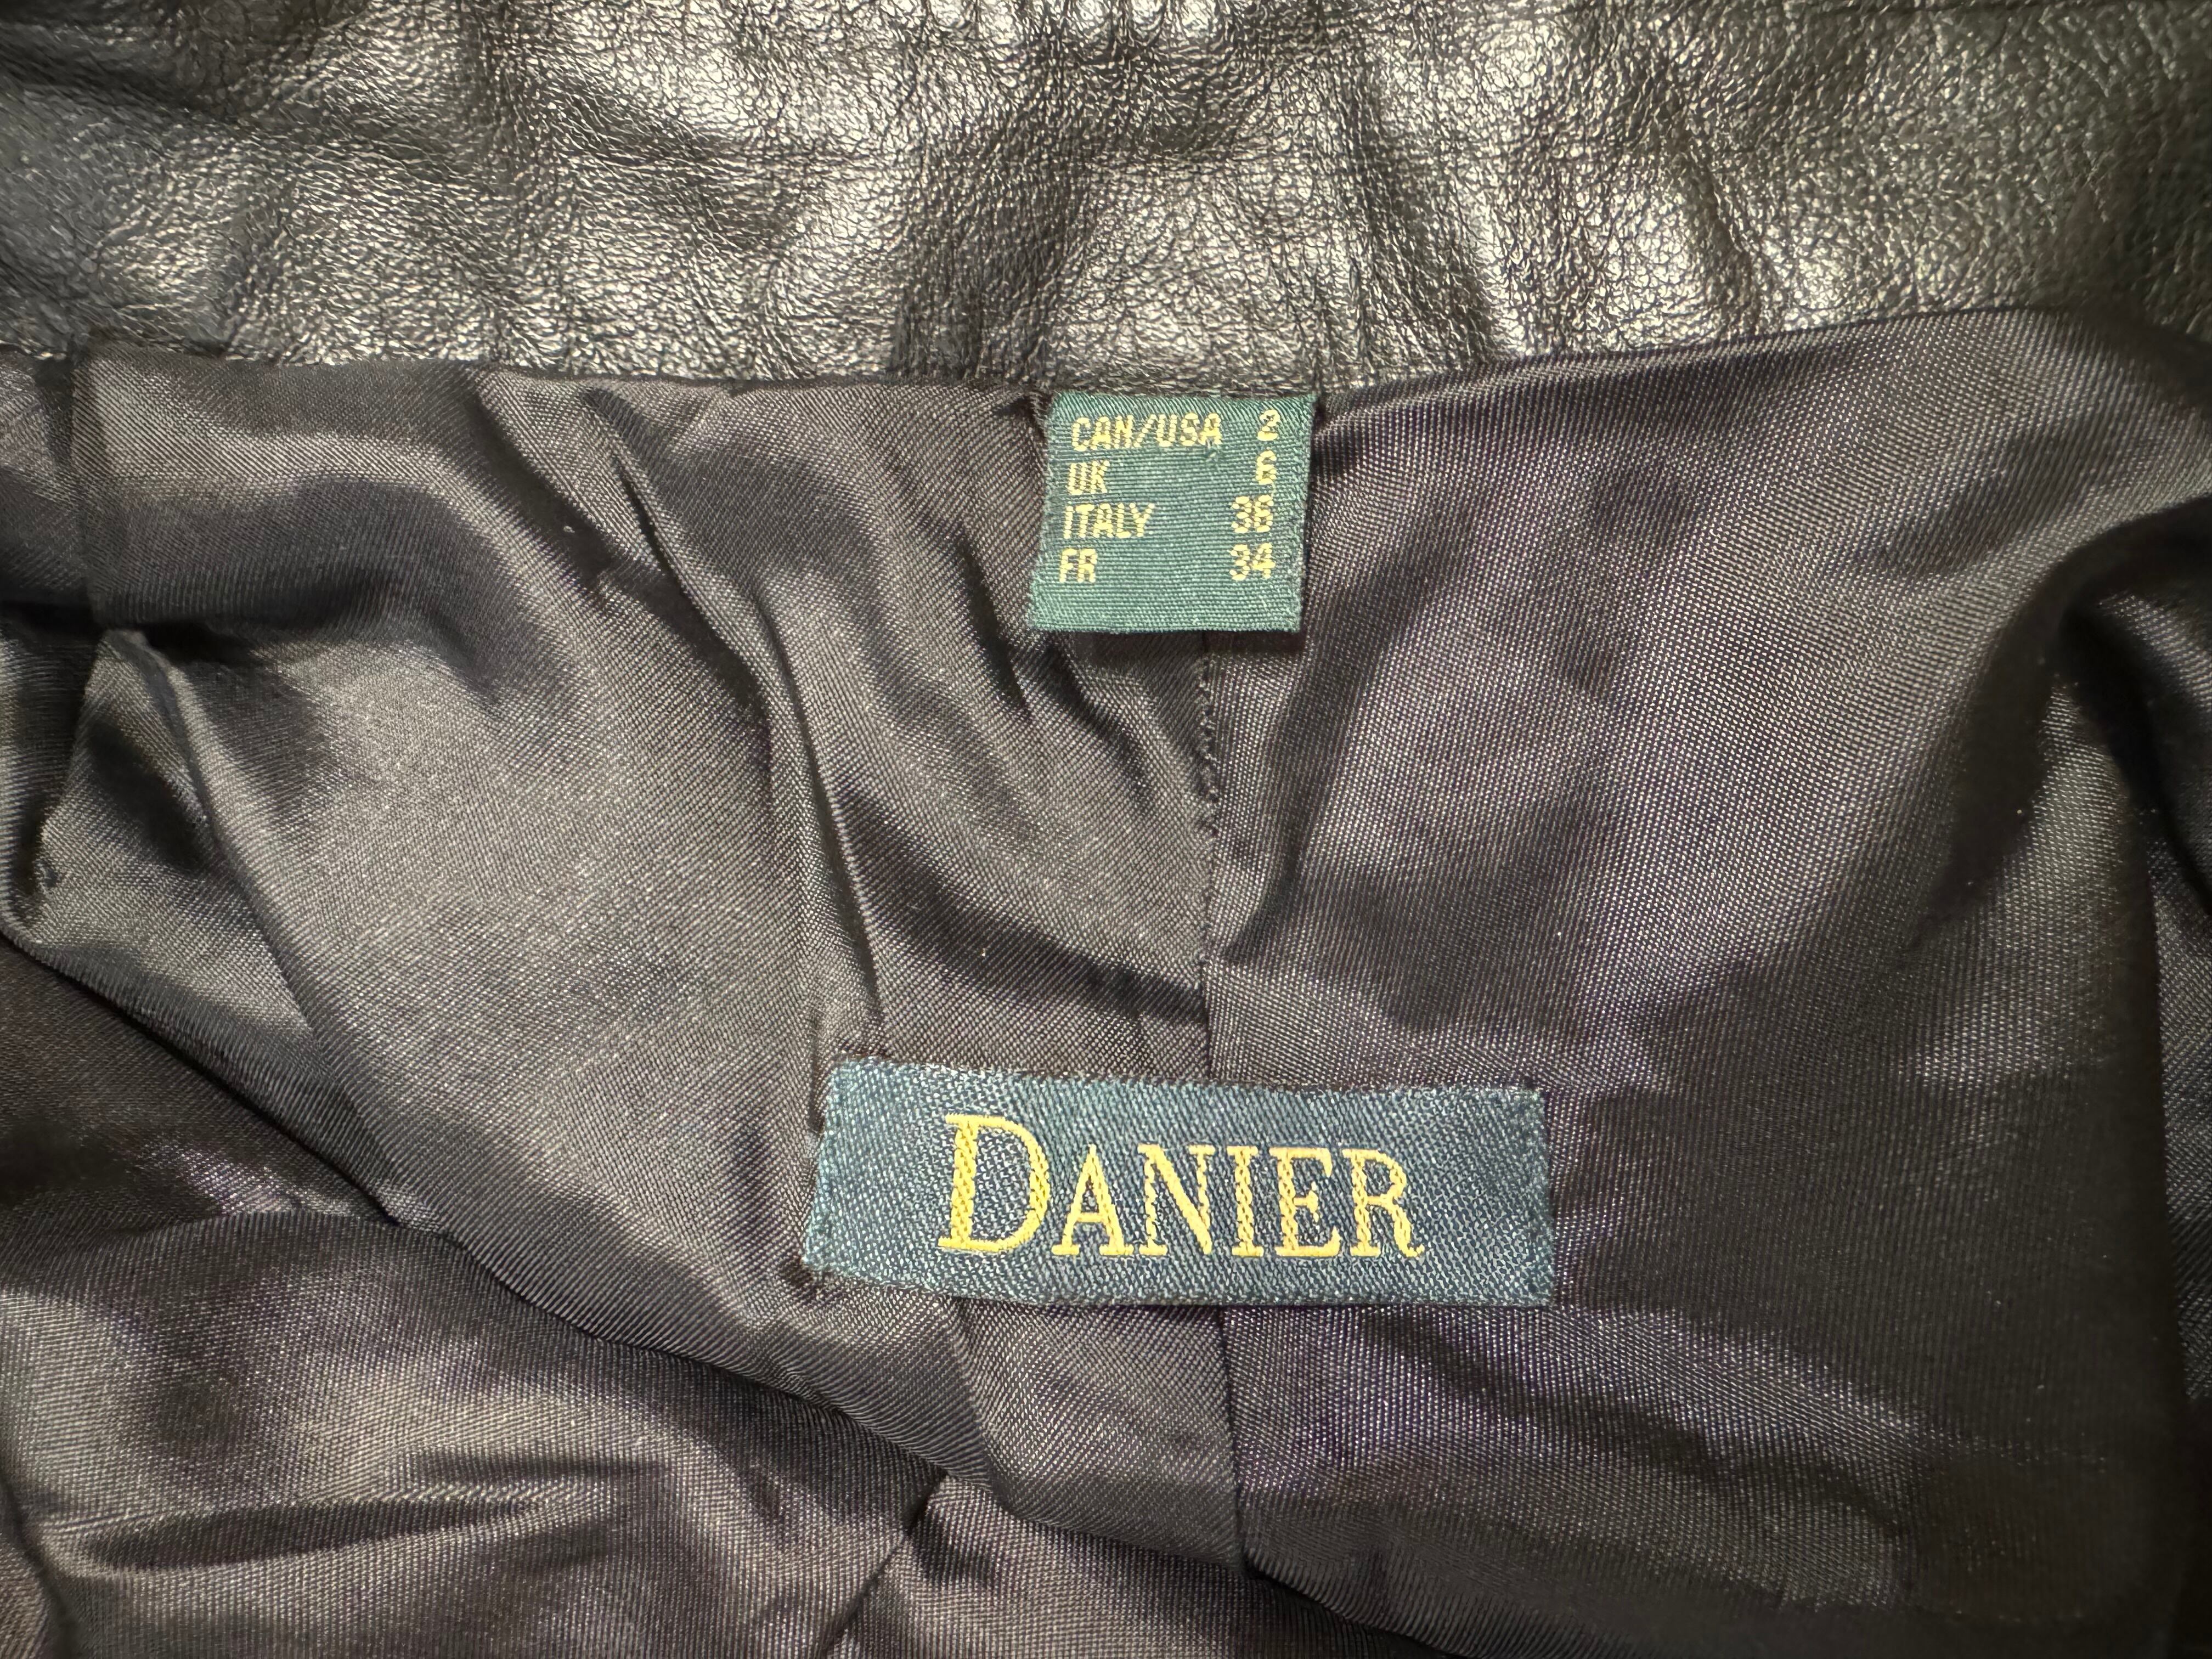 CAN/USA 2
UK 6
ITALY 36
FR 34
DANIER